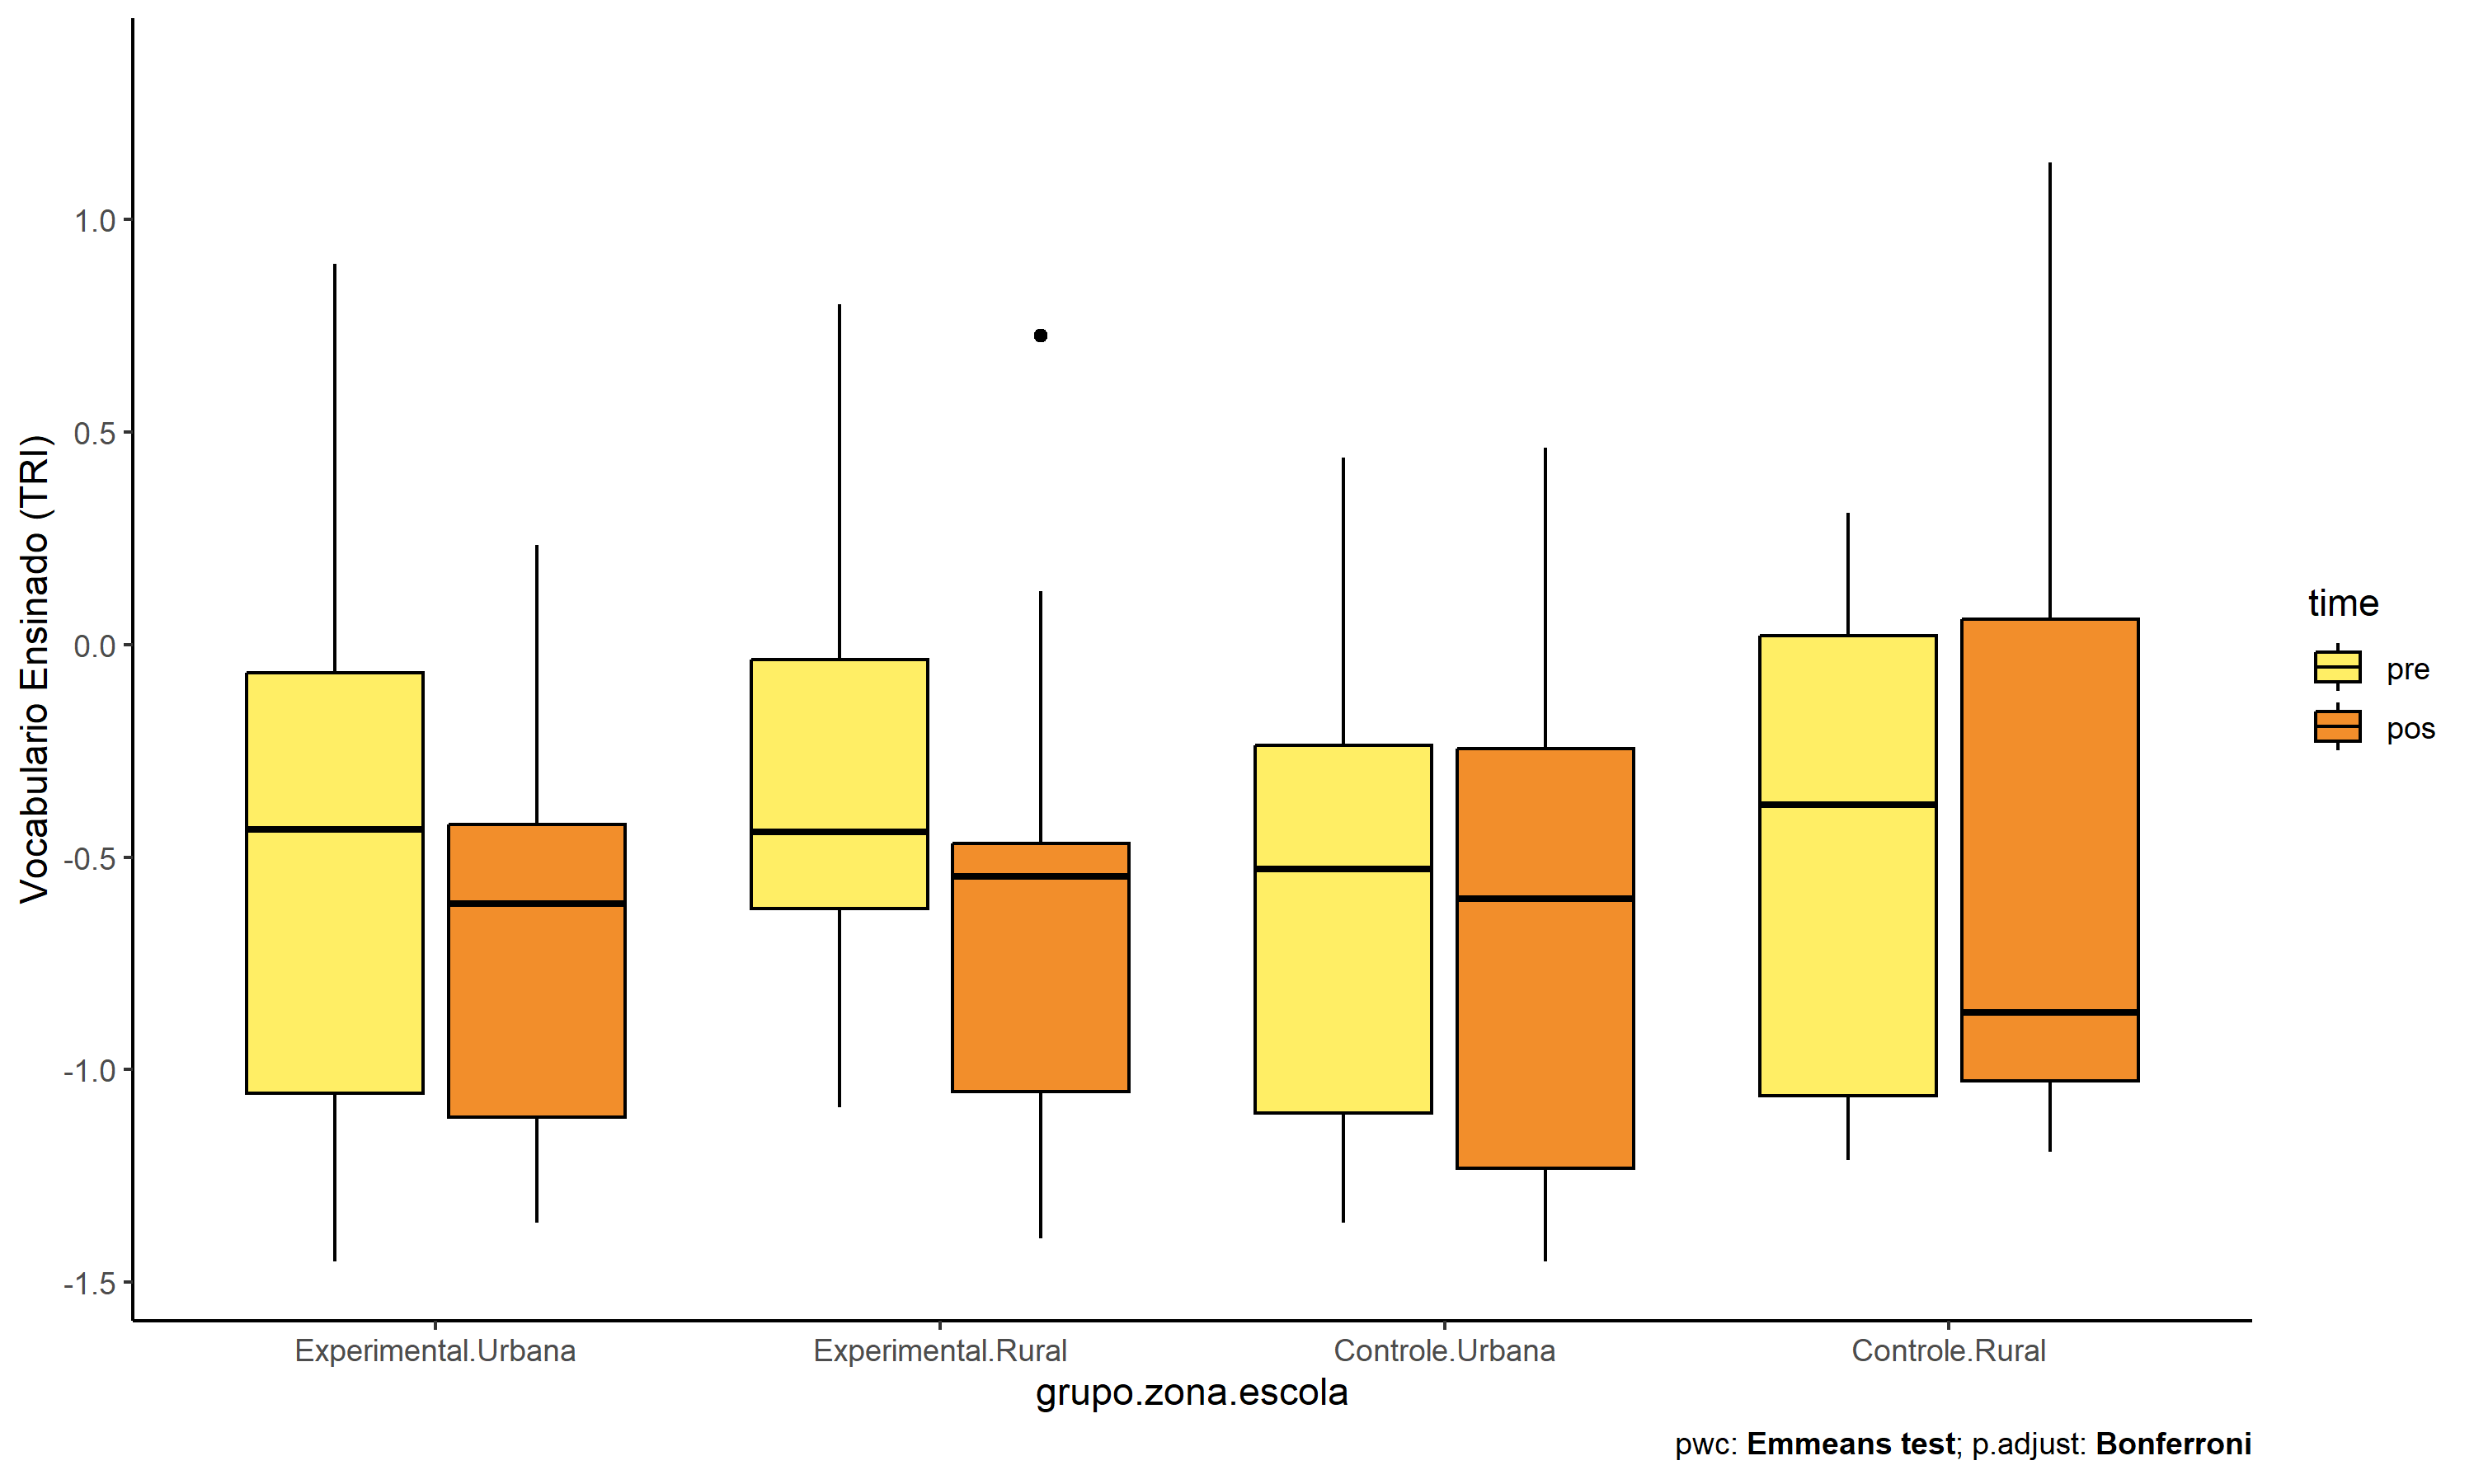 Vocabulario Ensinado (TRI)
1.0
0.5
0.0
-0.5
-1.0
-1.5
Experimental.Urbana
Experimental.Rural
Controle.Urbana
Controle.Rural
grupo.zona.escola
time
pre
pos
pwc: Emmeans test; p.adjust: Bonferroni